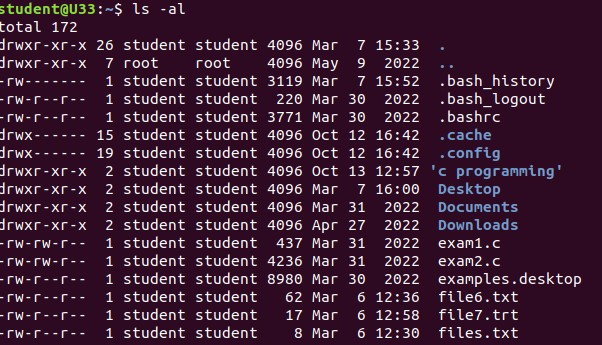 student@U33:~$ ls -al
total 172
drwxr-xr-x 26 student student 4096 Mar  7 15:33 .
drwxr-xr-x  7 root    root    4096 May  9  2022 ..
-rw-------  1 student student 3119 Mar  7 15:52 .bash_history
-rw-r--r--  1 student student  220 Mar 30  2022 .bash_logout
-rw-r--r--  1 student student 3771 Mar 30  2022 .bashrc
drwx------ 15 student student 4096 Oct 12 16:42 .cache
drwx------ 19 student student 4096 Oct 12 16:42 .config
drwxr-xr-x  2 student student 4096 Oct 13 12:57 'c programming'
drwxr-xr-x  2 student student 4096 Mar  7 16:00 Desktop
drwxr-xr-x  2 student student 4096 Mar 31  2022 Documents
drwxr-xr-x  2 student student 4096 Apr 27  2022 Downloads
-rw-rw-r--  1 student student  437 Mar 31  2022 exam1.c
-rw-rw-r--  1 student student 4236 Mar 31  2022 exam2.c
-rw-r--r--  1 student student 8980 Mar 30  2022 examples.desktop
-rw-r--r--  1 student student   62 Mar  6 12:36 file6.txt
-rw-r--r--  1 student student   17 Mar  6 12:58 file7.trt
-rw-r--r--  1 student student    8 Mar  6 12:30 files.txt